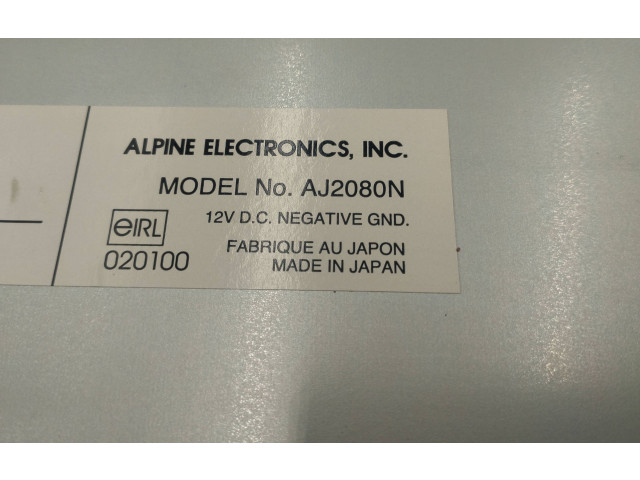 ALPINE ELECTRONICS, INC.
MODEL No. AJ2080N
12V D.C. NEGATIVE GND.
eIRL
020100
FABRIQUE AU JAPON
MADE IN JAPAN